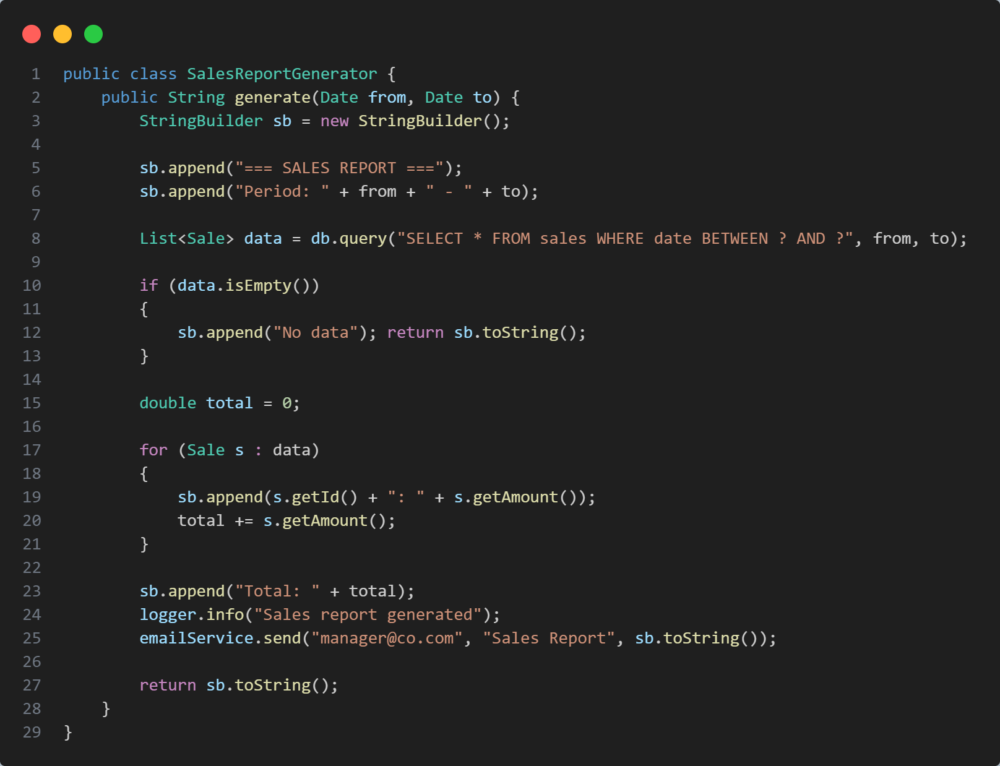 1 public class SalesReportGenerator {
2     public String generate(Date from, Date to) {
3         StringBuilder sb = new StringBuilder();
4
5         sb.append("=== SALES REPORT ===");
6         sb.append("Period: " + from + " - " + to);
7
8         List<Sale> data = db.query("SELECT * FROM sales WHERE date BETWEEN ? AND ?", from, to);
9
10         if (data.isEmpty())
11         {
12             sb.append("No data"); return sb.toString();
13         }
14
15         double total = 0;
16
17         for (Sale s : data)
18         {
19             sb.append(s.getId() + ": " + s.getAmount());
20             total += s.getAmount();
21         }
22
23         sb.append("Total: " + total);
24         logger.info("Sales report generated");
25         emailService.send("manager@co.com", "Sales Report", sb.toString());
26
27         return sb.toString();
28     }
29 }